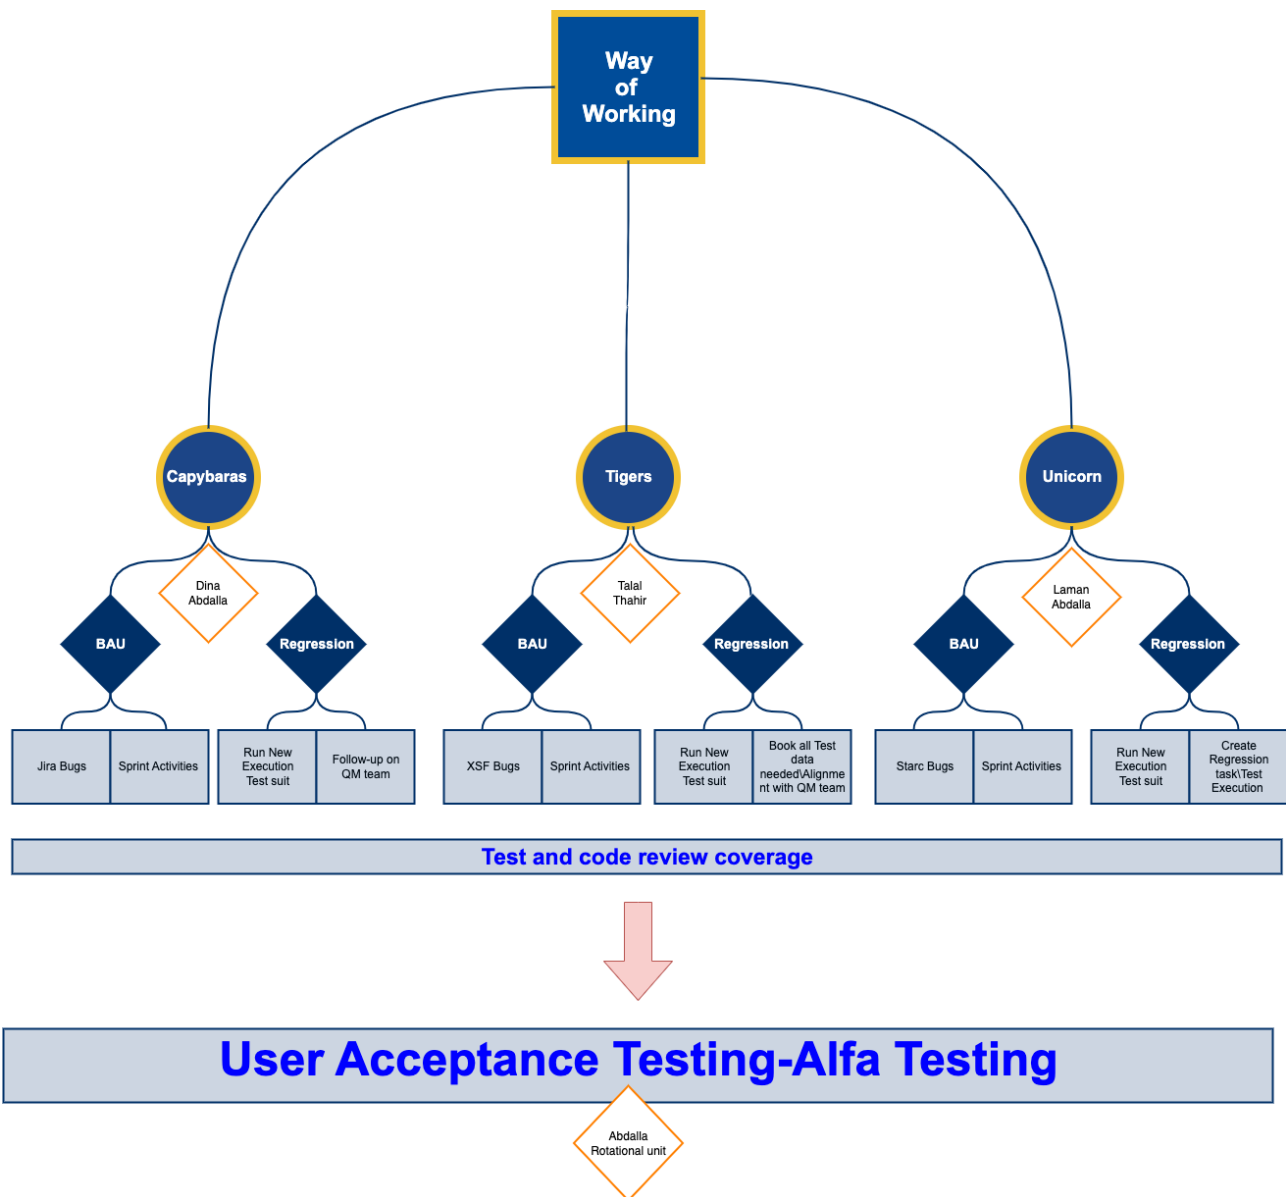 Way
of
Working
Capybaras
Tigers
Unicorn
Dina
Abdalla
Talal
Thahir
Laman
Abdalla
BAU
Regression
BAU
Regression
BAU
Regression
Jira Bugs
Sprint Activities
Run New
Execution
Test suit
Follow-up on
QM team
XSF Bugs
Sprint Activities
Run New
Execution
Test suit
Book all Test
data
needed\Alignme
nt with QM team
Starc Bugs
Sprint Activities
Run New
Execution
Test suit
Create
Regression
task\Test
Execution
Test and code review coverage
User Acceptance Testing-Alfa Testing
Abdalla
Rotational unit